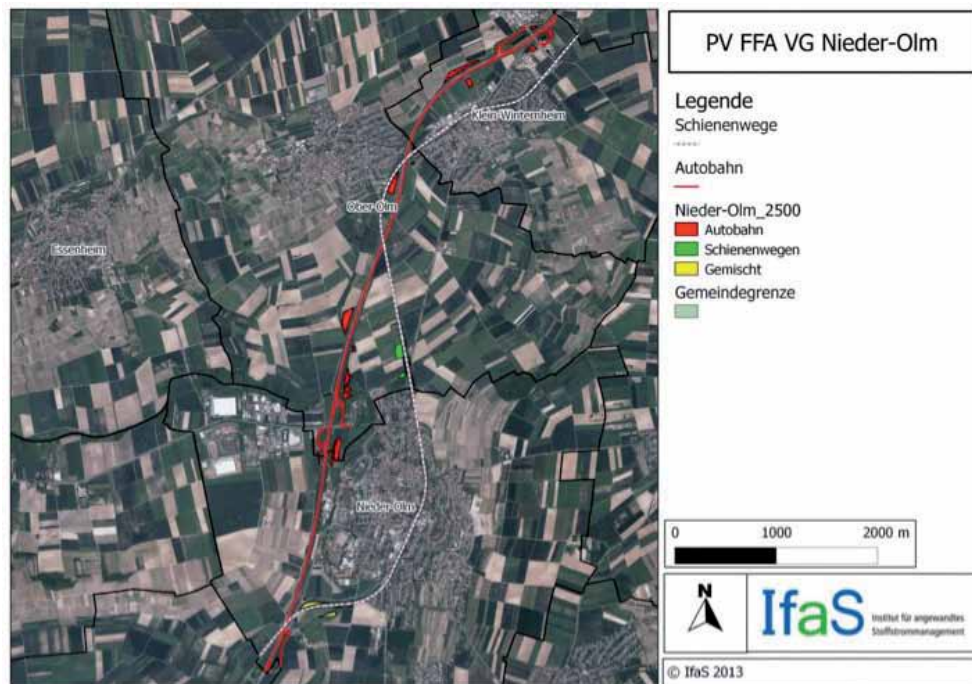 PV FFA VG Nieder-Olm
Legende
Schienenwege
Autobahn
Nieder-Olm_2500
Autobahn
Schienenwegen
Gemischt
Gemeindegrenze
Klein-Winternheim
Ober-Olm
Essenheim
Nieder-Olm
0 1000 2000 m
N
IfaS
Institut für angewandtes
Stoffstrommanagement
© IfaS 2013